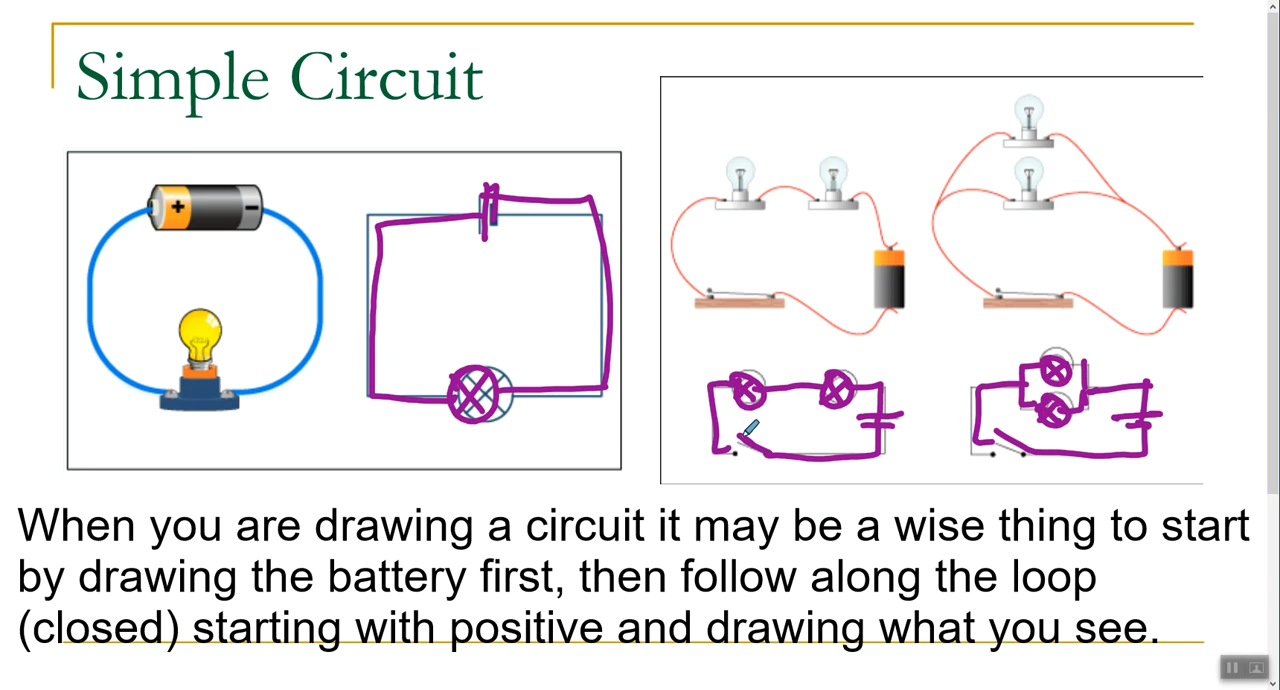 Simple Circuit
+ −
When you are drawing a circuit it may be a wise thing to start
by drawing the battery first, then follow along the loop
(closed) starting with positive and drawing what you see.